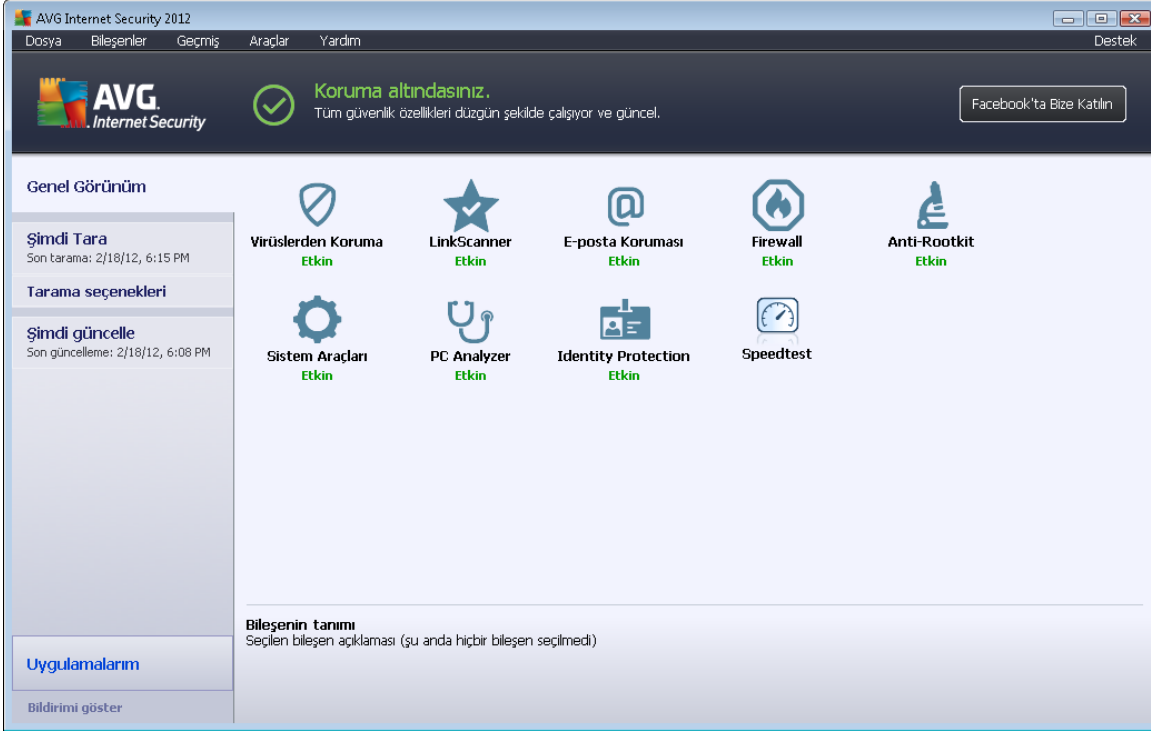 AVG Internet Security 2012
Dosya Bileşenler Geçmiş Araçlar Yardım Destek
AVG.
Internet Security
Koruma altındasınız.
Tüm güvenlik özellikleri düzgün şekilde çalışıyor ve güncel.
Facebook'ta Bize Katılın
Genel Görünüm
Şimdi Tara
Son tarama: 2/18/12, 6:15 PM
Tarama seçenekleri
Şimdi güncelle
Son güncelleme: 2/18/12, 6:08 PM
Virüslerden Koruma
Etkin
LinkScanner
Etkin
E-posta Koruması
Etkin
Firewall
Etkin
Anti-Rootkit
Etkin
Sistem Araçları
Etkin
PC Analyzer
Etkin
Identity Protection
Etkin
Speedtest
Bileşenin tanımı
Seçilen bileşen açıklaması (şu anda hiçbir bileşen seçilmedi)
Uygulamalarım
Bildirimi göster